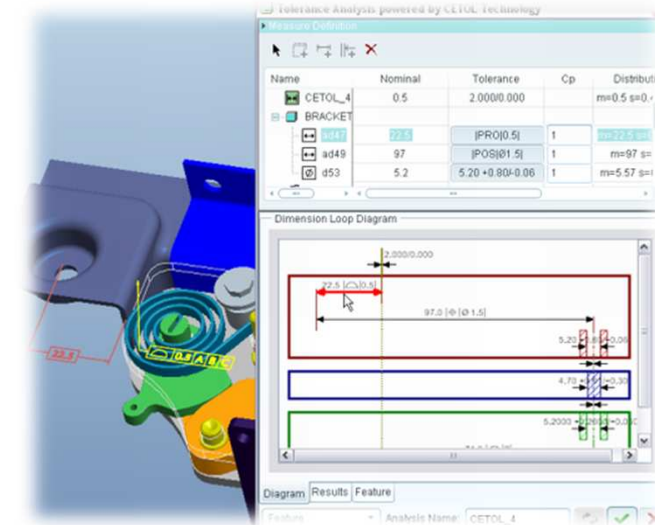 Tolerance Analysis powered by CETOL Technology
Measure Definition
Name Nominal Tolerance Cp Distributi
CETOL_4 0.5 2.000/0.000 m=0.5 s=0.
BRACKET
ad47 22.5 |PRO|0.5| 1 m=22.5 s=
ad49 97 |POS|Ø1.5| 1 m=97 s=
d53 5.2 5.20 +0.80/-0.06 1 m=5.57 s=
Dimension Loop Diagram
2.000/0.000
22.5 |⌓|0.5|
97.0 |⌖|Ø 1.5|
5.20
4.70
5.2000
22.5
⌓ 0.5 A B C
Diagram Results Feature
Feature Analysis Name: CETOL_4